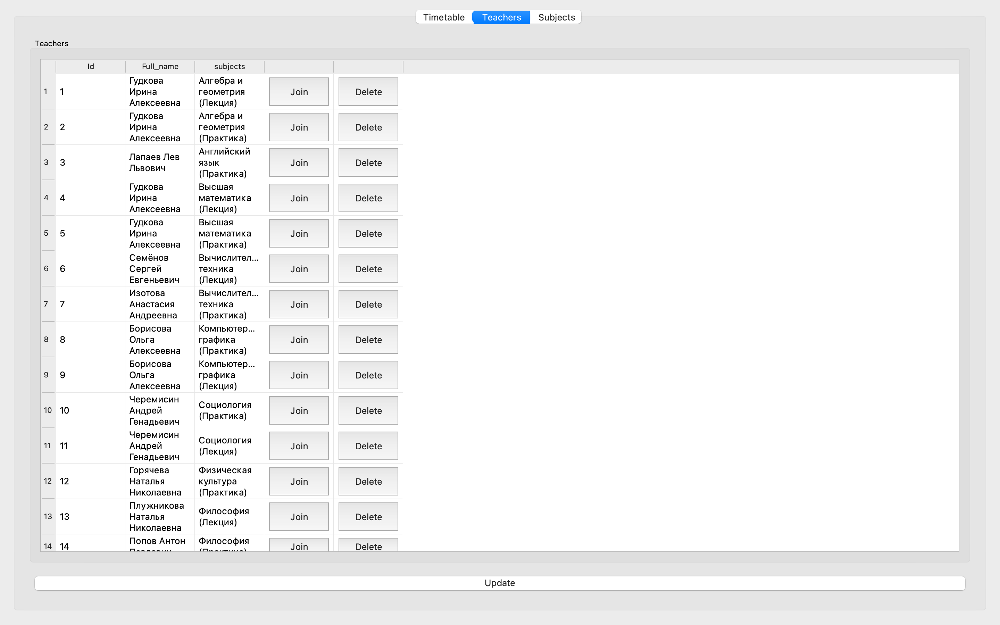 Timetable Teachers Subjects
Teachers
Id Full_name subjects
1 1 Гудкова Ирина Алексеевна Алгебра и геометрия (Лекция) Join Delete
2 2 Гудкова Ирина Алексеевна Алгебра и геометрия (Практика) Join Delete
3 3 Лапаев Лев Львович Английский язык (Практика) Join Delete
4 4 Гудкова Ирина Алексеевна Высшая математика (Лекция) Join Delete
5 5 Гудкова Ирина Алексеевна Высшая математика (Практика) Join Delete
6 6 Семёнов Сергей Евгеньевич Вычислител... техника (Лекция) Join Delete
7 7 Изотова Анастасия Андреевна Вычислител... техника (Практика) Join Delete
8 8 Борисова Ольга Алексеевна Компьютер... графика (Практика) Join Delete
9 9 Борисова Ольга Алексеевна Компьютер... графика (Лекция) Join Delete
10 10 Черемисин Андрей Генадьевич Социология (Практика) Join Delete
11 11 Черемисин Андрей Генадьевич Социология (Лекция) Join Delete
12 12 Горячева Наталья Николаевна Физическая культура (Практика) Join Delete
13 13 Плужникова Наталья Николаевна Философия (Лекция) Join Delete
14 14 Попов Антон Философия (Практика) Join Delete
Update